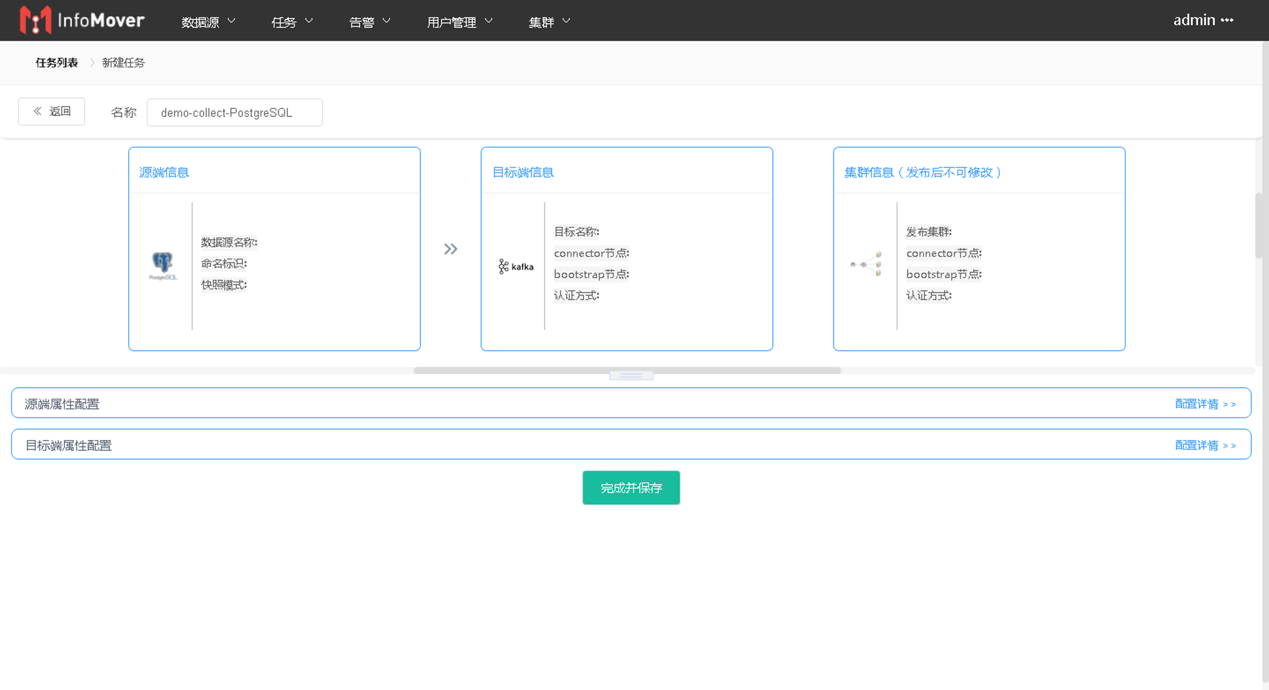 InfoMover 数据源 任务 告警 用户管理 集群 admin
任务列表 新建任务
返回 名称 demo-collect-PostgreSQL
源端信息
PostgreSQL
数据源名称:
命名标识:
快照模式:
目标端信息
kafka
目标名称:
connector节点:
bootstrap节点:
认证方式:
集群信息（发布后不可修改）
发布集群:
connector节点:
bootstrap节点:
认证方式:
源端属性配置 配置详情 >>
目标端属性配置 配置详情 >>
完成并保存